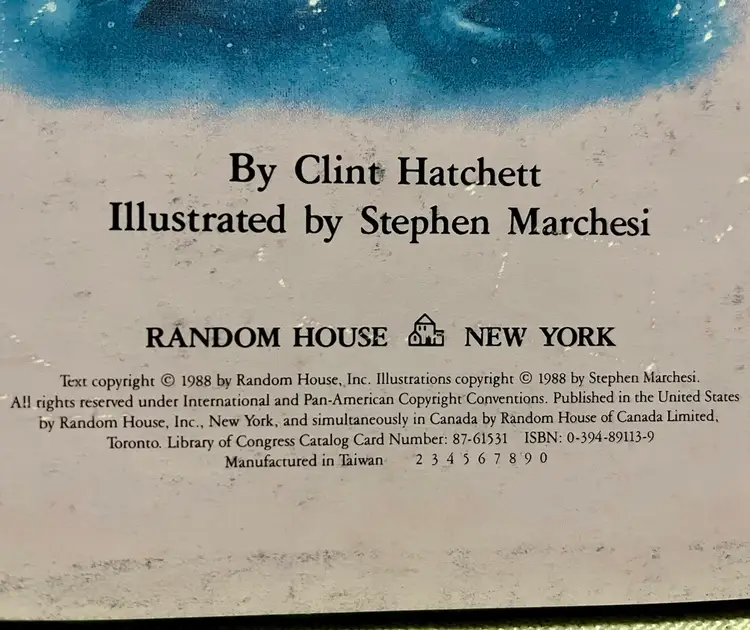 By Clint Hatchett
Illustrated by Stephen Marchesi
RANDOM HOUSE NEW YORK
Text copyright © 1988 by Random House, Inc. Illustrations copyright © 1988 by Stephen Marchesi.
All rights reserved under International and Pan-American Copyright Conventions. Published in the United States
by Random House, Inc., New York, and simultaneously in Canada by Random House of Canada Limited,
Toronto. Library of Congress Catalog Card Number: 87-61531 ISBN: 0-394-89113-9
Manufactured in Taiwan 2 3 4 5 6 7 8 9 0